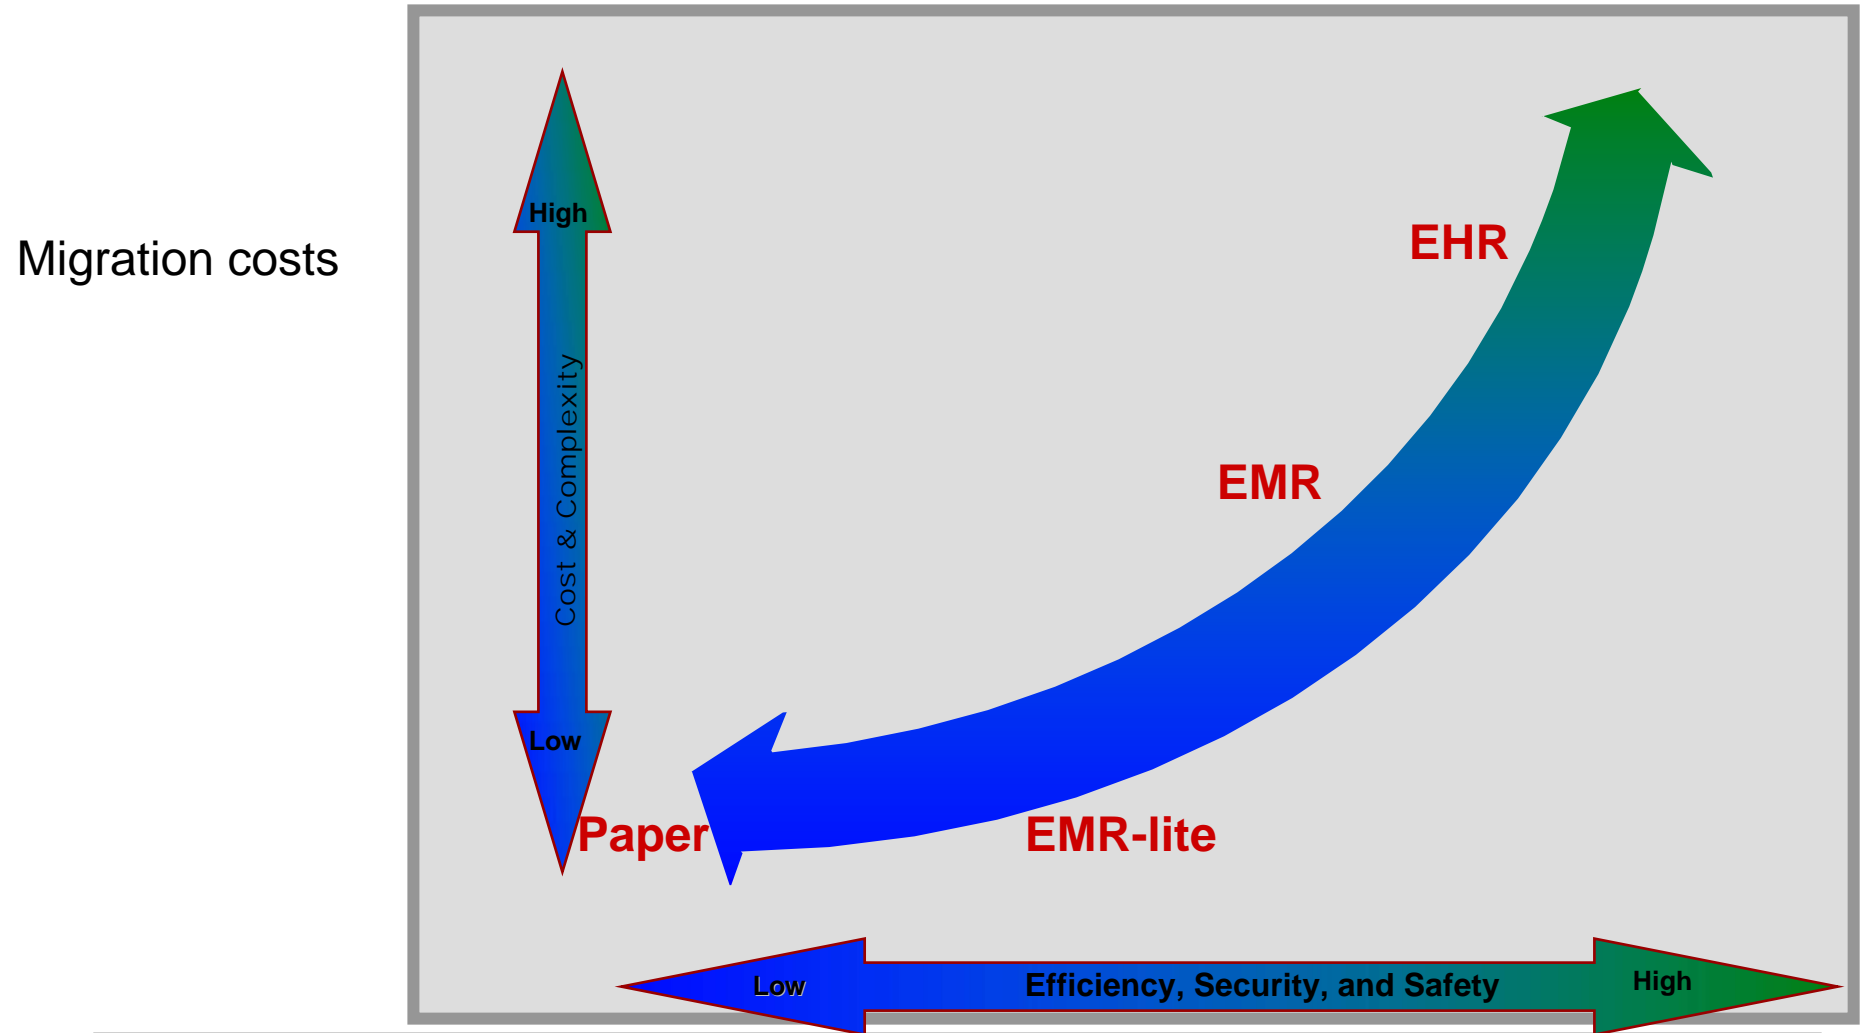 Migration costs
High
Cost & Complexity
Low
EHR
EMR
Paper
EMR-lite
Low
Efficiency, Security, and Safety
High